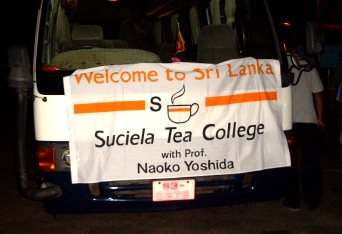 Welcome to Sri Lanka
S
Suciela Tea College
with Prof.
Naoko Yoshida